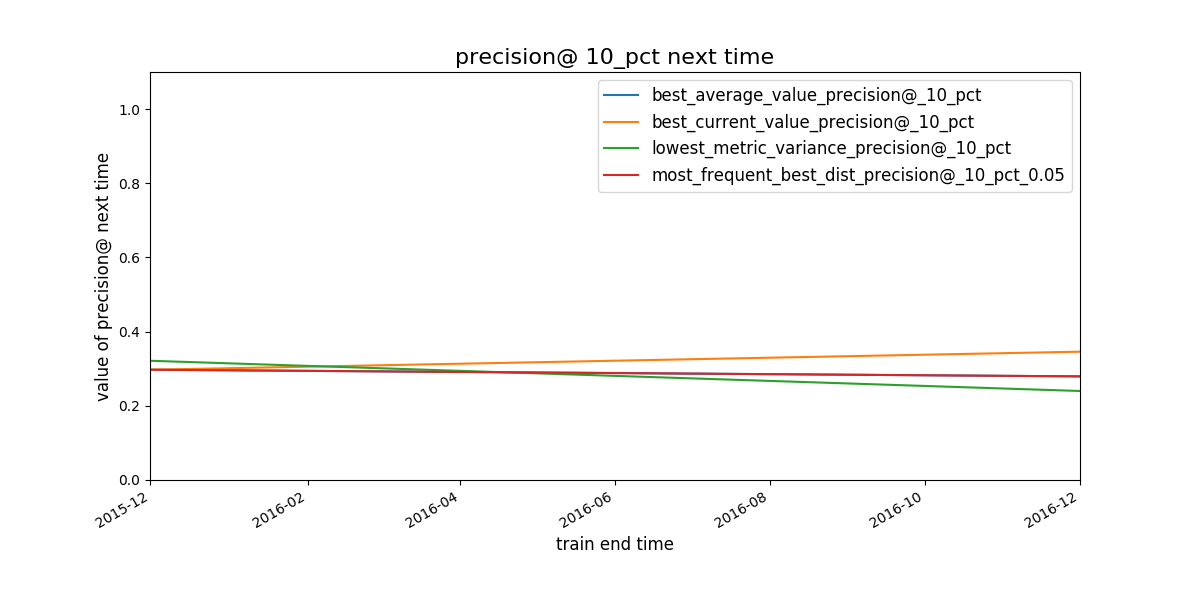 precision@ 10_pct next time
best_average_value_precision@_10_pct
best_current_value_precision@_10_pct
lowest_metric_variance_precision@_10_pct
most_frequent_best_dist_precision@_10_pct_0.05
value of precision@ next time
1.0
0.8
0.6
0.4
0.2
0.0
2015-12
2016-02
2016-04
2016-06
2016-08
2016-10
2016-12
train end time